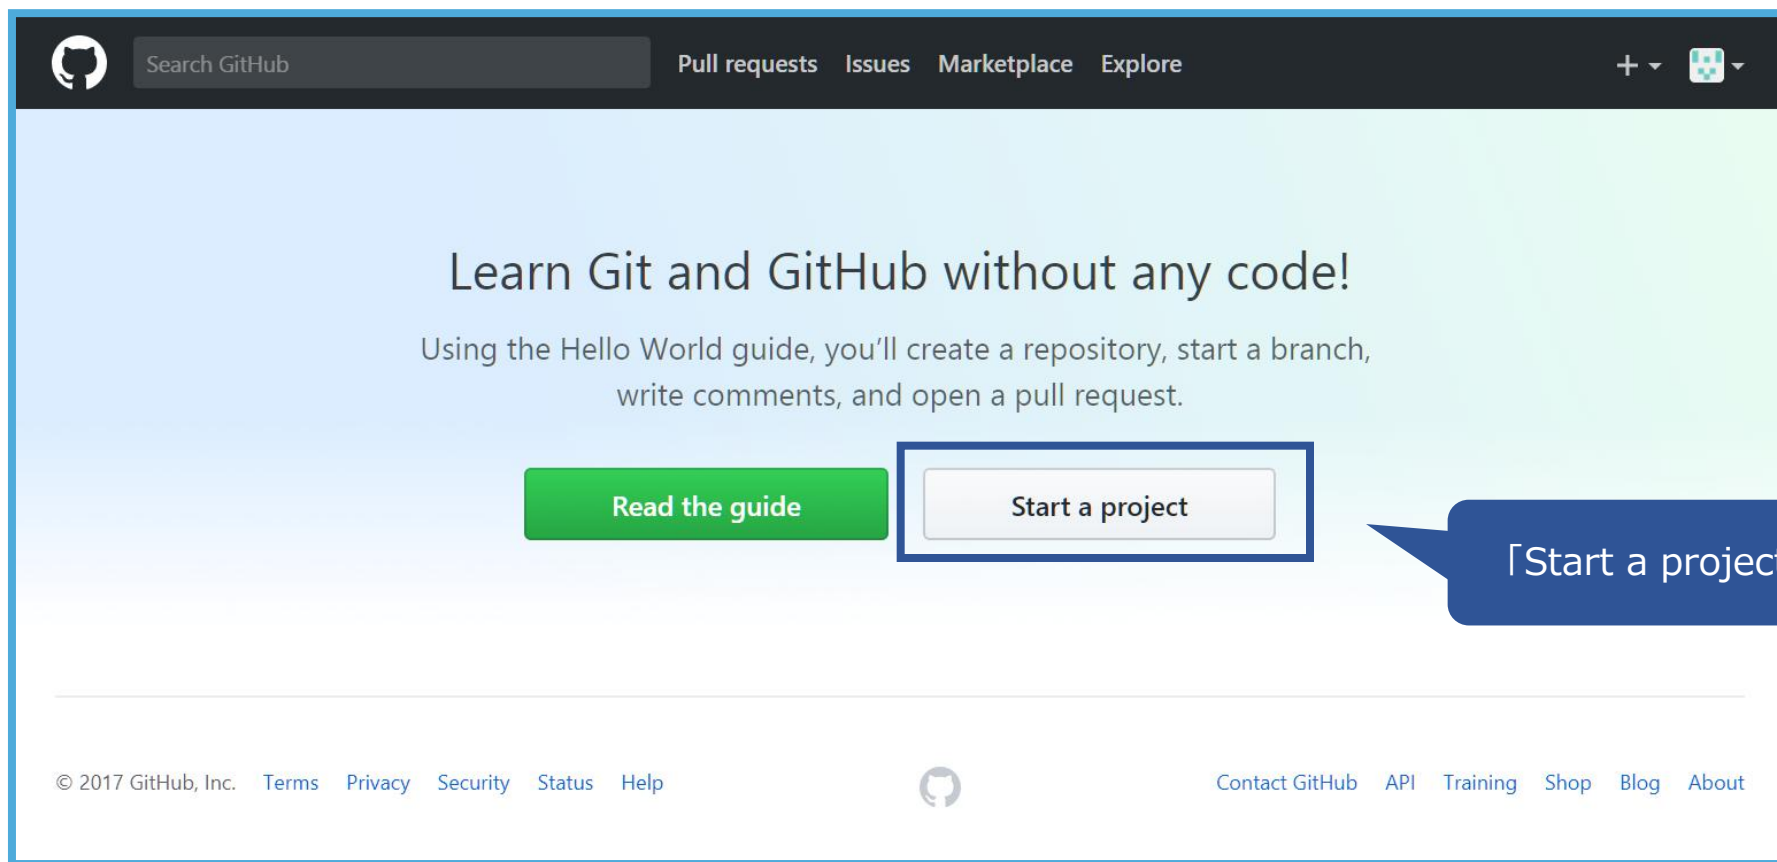 Search GitHub
Pull requests Issues Marketplace Explore
Learn Git and GitHub without any code!
Using the Hello World guide, you'll create a repository, start a branch,
write comments, and open a pull request.
Read the guide
Start a project
「Start a project
© 2017 GitHub, Inc. Terms Privacy Security Status Help
Contact GitHub API Training Shop Blog About